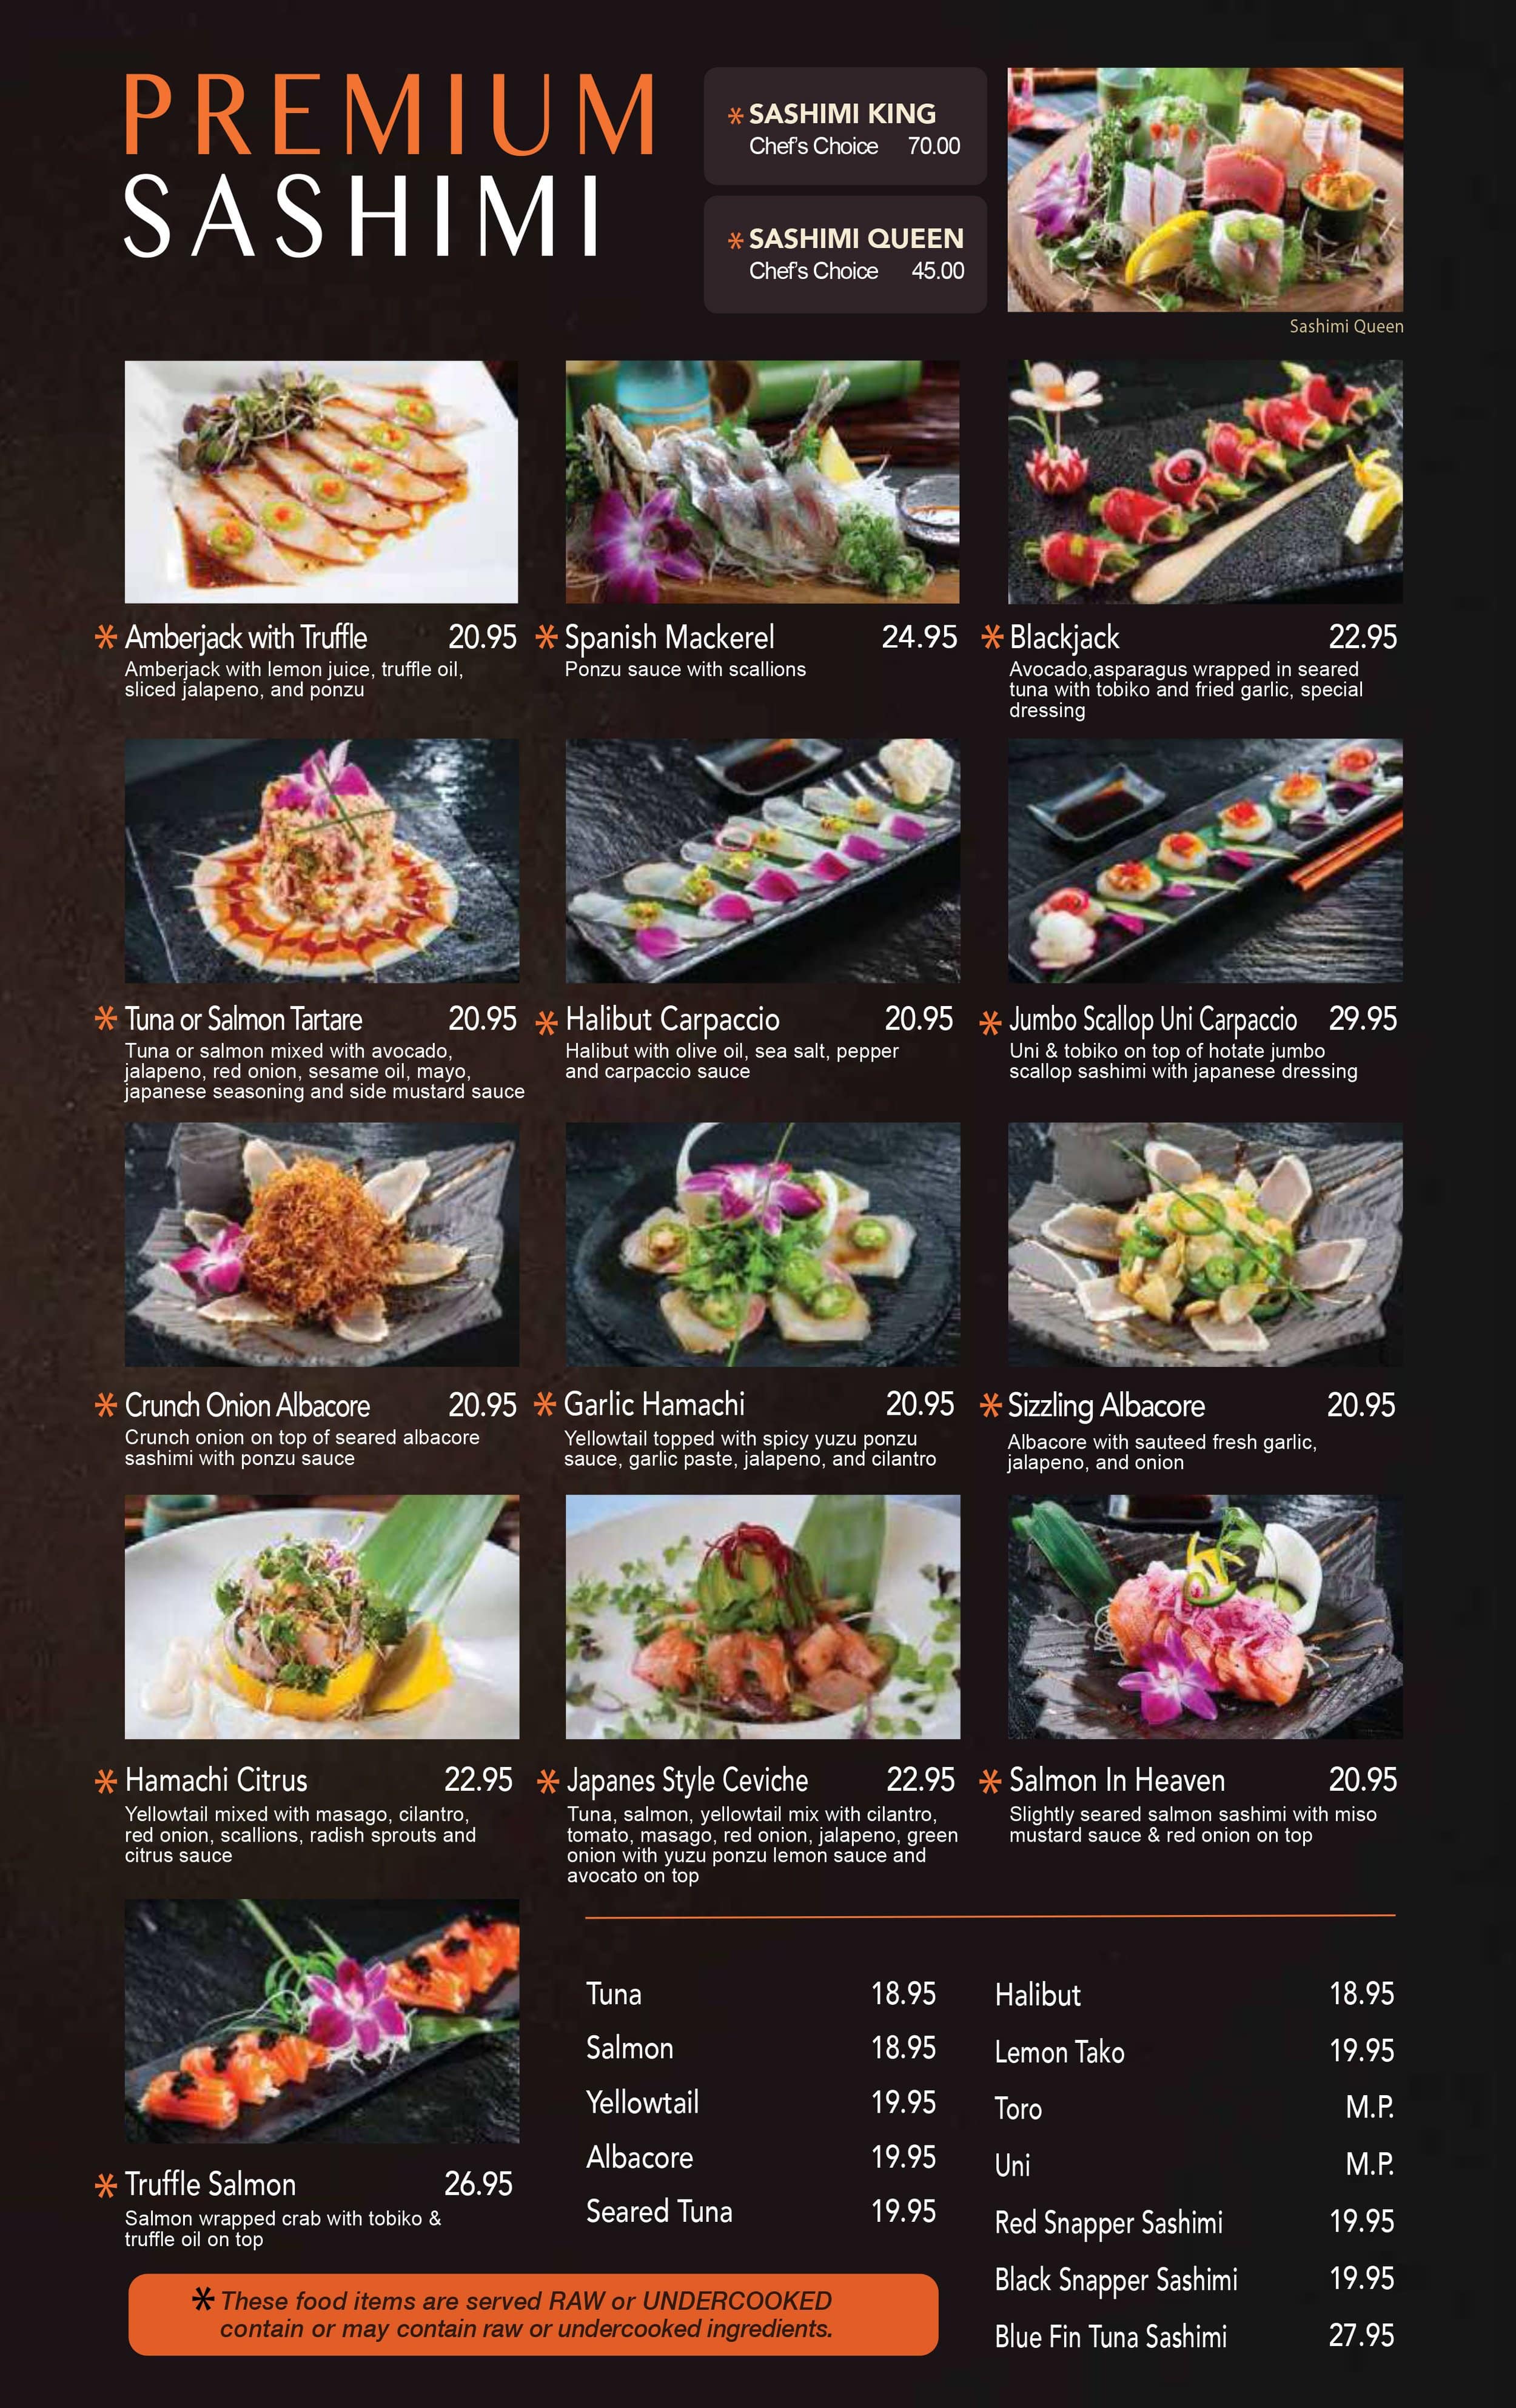 PREMIUM
SASHIMI
* SASHIMI KING
Chef's Choice 70.00
* SASHIMI QUEEN
Chef's Choice 45.00
Sashimi Queen
* Amberjack with Truffle 20.95
Amberjack with lemon juice, truffle oil,
sliced jalapeno, and ponzu
* Spanish Mackerel 24.95
Ponzu sauce with scallions
* Blackjack 22.95
Avocado,asparagus wrapped in seared
tuna with tobiko and fried garlic, special
dressing
* Tuna or Salmon Tartare 20.95
Tuna or salmon mixed with avocado,
jalapeno, red onion, sesame oil, mayo,
japanese seasoning and side mustard sauce
* Halibut Carpaccio 20.95
Halibut with olive oil, sea salt, pepper
and carpaccio sauce
* Jumbo Scallop Uni Carpaccio 29.95
Uni & tobiko on top of hotate jumbo
scallop sashimi with japanese dressing
* Crunch Onion Albacore 20.95
Crunch onion on top of seared albacore
sashimi with ponzu sauce
* Garlic Hamachi 20.95
Yellowtail topped with spicy yuzu ponzu
sauce, garlic paste, jalapeno, and cilantro
* Sizzling Albacore 20.95
Albacore with sauteed fresh garlic,
jalapeno, and onion
* Hamachi Citrus 22.95
Yellowtail mixed with masago, cilantro,
red onion, scallions, radish sprouts and
citrus sauce
* Japanes Style Ceviche 22.95
Tuna, salmon, yellowtail mix with cilantro,
tomato, masago, red onion, jalapeno, green
onion with yuzu ponzu lemon sauce and
avocato on top
* Salmon In Heaven 20.95
Slightly seared salmon sashimi with miso
mustard sauce & red onion on top
* Truffle Salmon 26.95
Salmon wrapped crab with tobiko &
truffle oil on top
Tuna 18.95
Salmon 18.95
Yellowtail 19.95
Albacore 19.95
Seared Tuna 19.95
Halibut 18.95
Lemon Tako 19.95
Toro M.P.
Uni M.P.
Red Snapper Sashimi 19.95
Black Snapper Sashimi 19.95
Blue Fin Tuna Sashimi 27.95
* These food items are served RAW or UNDERCOOKED
contain or may contain raw or undercooked ingredients.